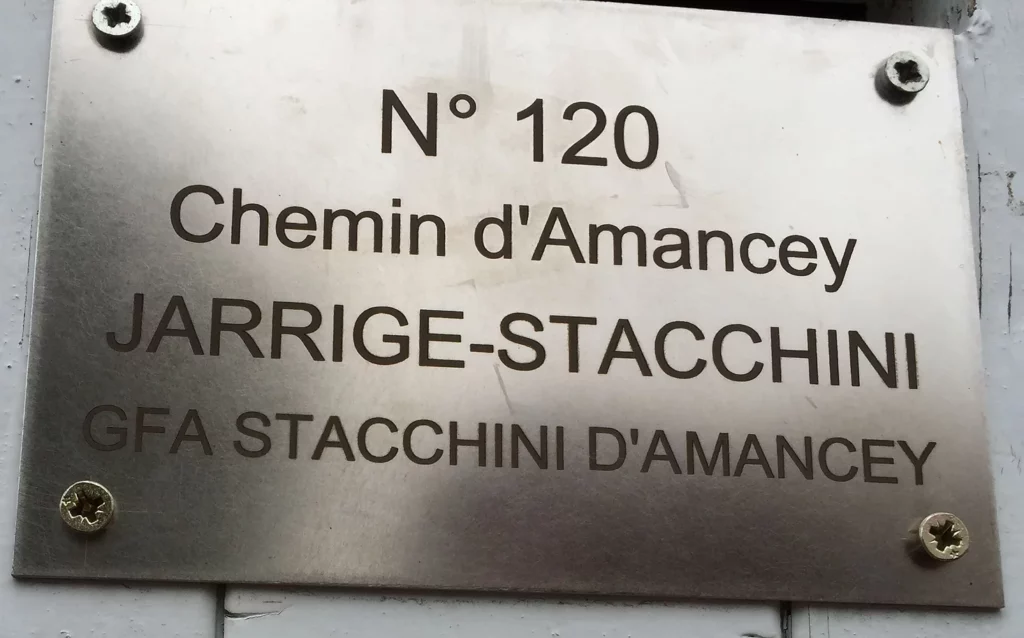 N° 120
Chemin d'Amancey
JARRIGE-STACCHINI
GFA STACCHINI D'AMANCEY